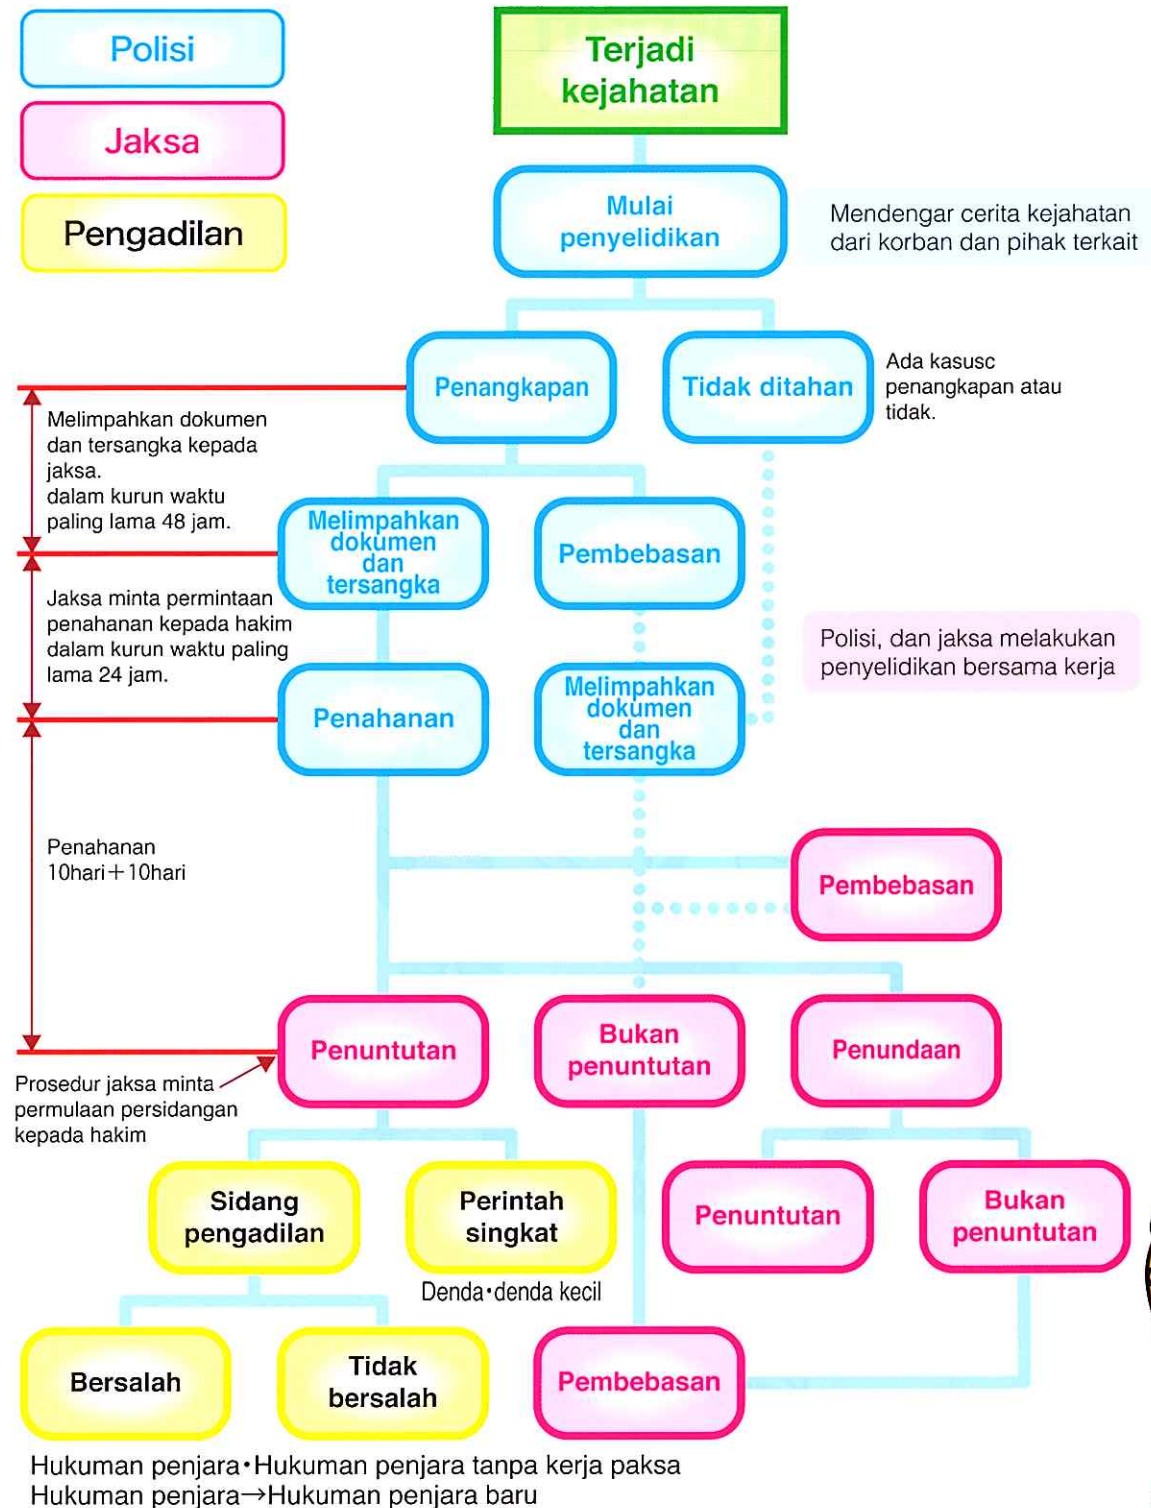 Polisi
Jaksa
Pengadilan
Terjadi
kejahatan
Mulai
penyelidikan
Mendengar cerita kejahatan
dari korban dan pihak terkait
Penangkapan
Tidak ditahan
Ada kasusc
penangkapan atau
tidak.
Melimpahkan dokumen
dan tersangka kepada
jaksa.
dalam kurun waktu
paling lama 48 jam.
Melimpahkan
dokumen
dan
tersangka
Pembebasan
Jaksa minta permintaan
penahanan kepada hakim
dalam kurun waktu paling
lama 24 jam.
Polisi, dan jaksa melakukan
penyelidikan bersama kerja
Penahanan
Melimpahkan
dokumen
dan
tersangka
Penahanan
10hari+10hari
Pembebasan
Penuntutan
Bukan
penuntutan
Penundaan
Prosedur jaksa minta
permulaan persidangan
kepada hakim
Sidang
pengadilan
Perintah
singkat
Penuntutan
Bukan
penuntutan
Denda・denda kecil
Bersalah
Tidak
bersalah
Pembebasan
Hukuman penjara・Hukuman penjara tanpa kerja paksa
Hukuman penjara→Hukuman penjara baru